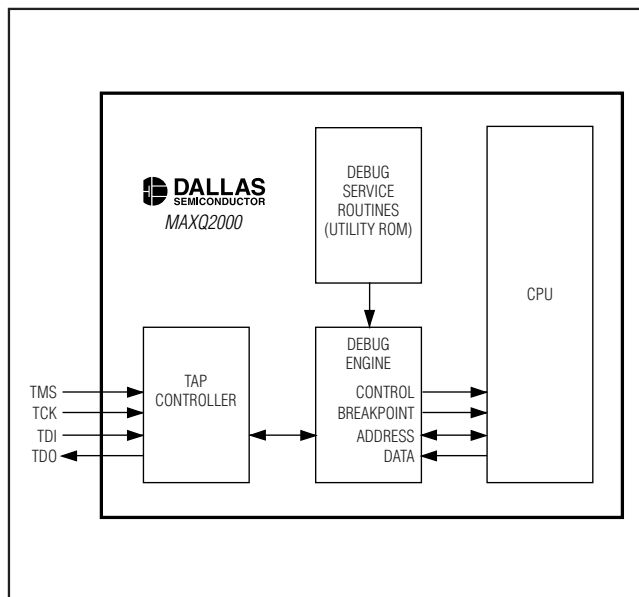 DALLAS
SEMICONDUCTOR
MAXQ2000
DEBUG
SERVICE
ROUTINES
(UTILITY ROM)
CPU
TAP
CONTROLLER
DEBUG
ENGINE
CONTROL
BREAKPOINT
ADDRESS
DATA
TMS
TCK
TDI
TDO